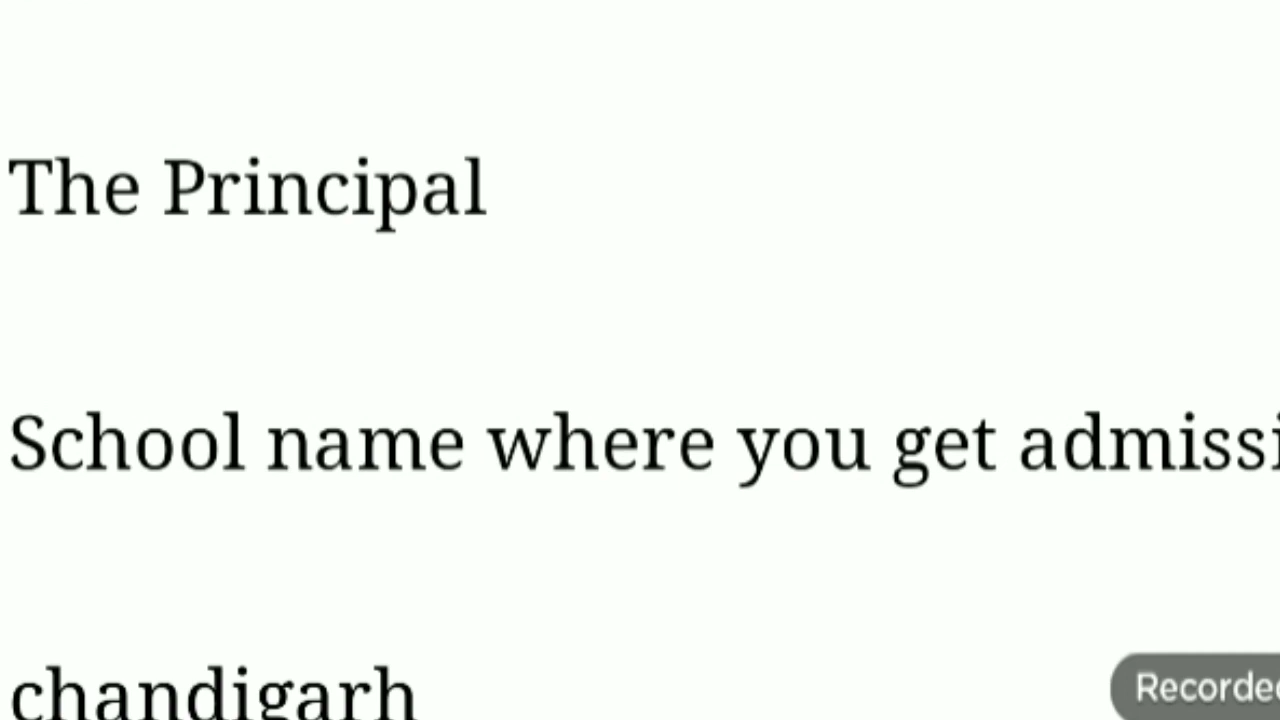 The Principal
School name where you get admissi
chandigarh
Recorded